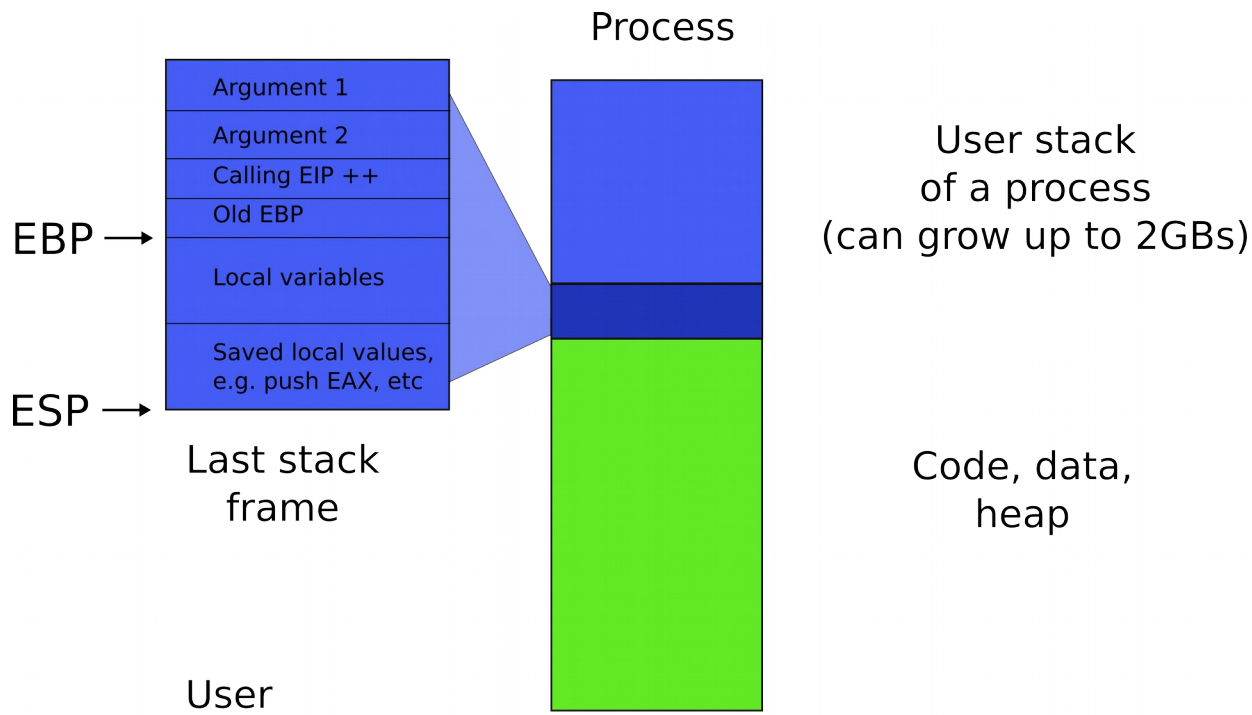 Process
Argument 1
Argument 2
Calling EIP ++
Old EBP
EBP
Local variables
Saved local values,
e.g. push EAX, etc
ESP
Last stack
frame
User stack
of a process
(can grow up to 2GBs)
Code, data,
heap
User